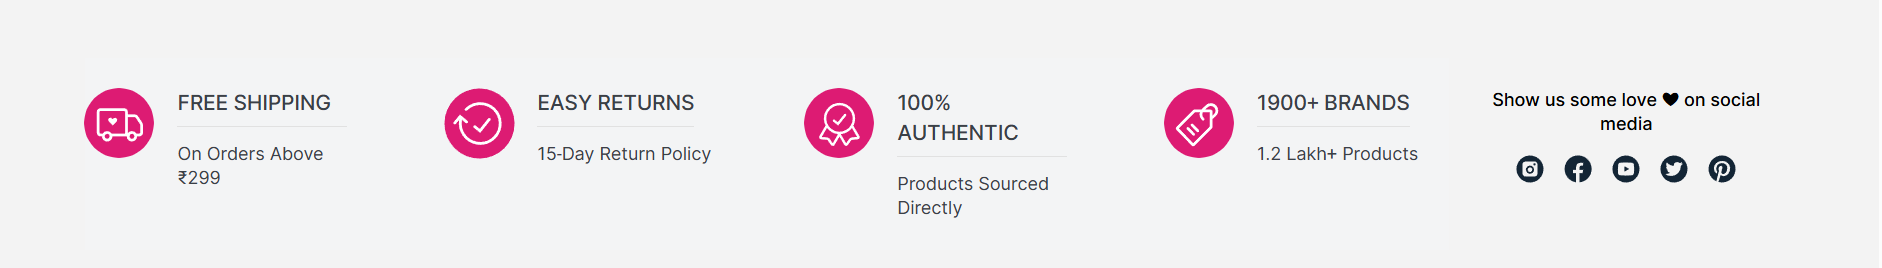 FREE SHIPPING
On Orders Above
₹299
EASY RETURNS
15-Day Return Policy
100%
AUTHENTIC
Products Sourced
Directly
1900+ BRANDS
1.2 Lakh+ Products
Show us some love 🖤 on social
media